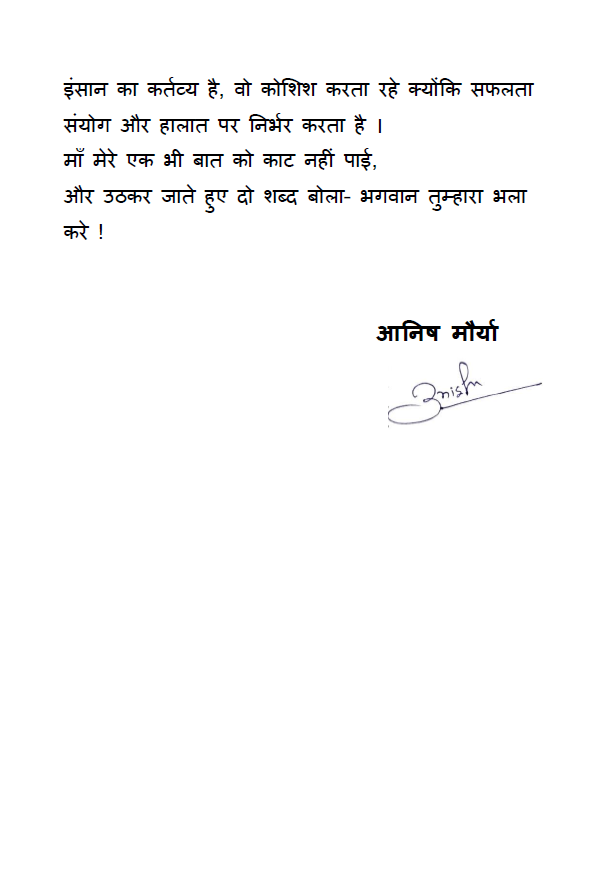 इंसान का कर्तव्य है, वो कोशिश करता रहे क्योंकि सफलता
संयोग और हालात पर निर्भर करता है ।
माँ मेरे एक भी बात को काट नहीं पाई,
और उठकर जाते हुए दो शब्द बोला- भगवान तुम्हारा भला
करे !
आनिष मौर्या
Anish